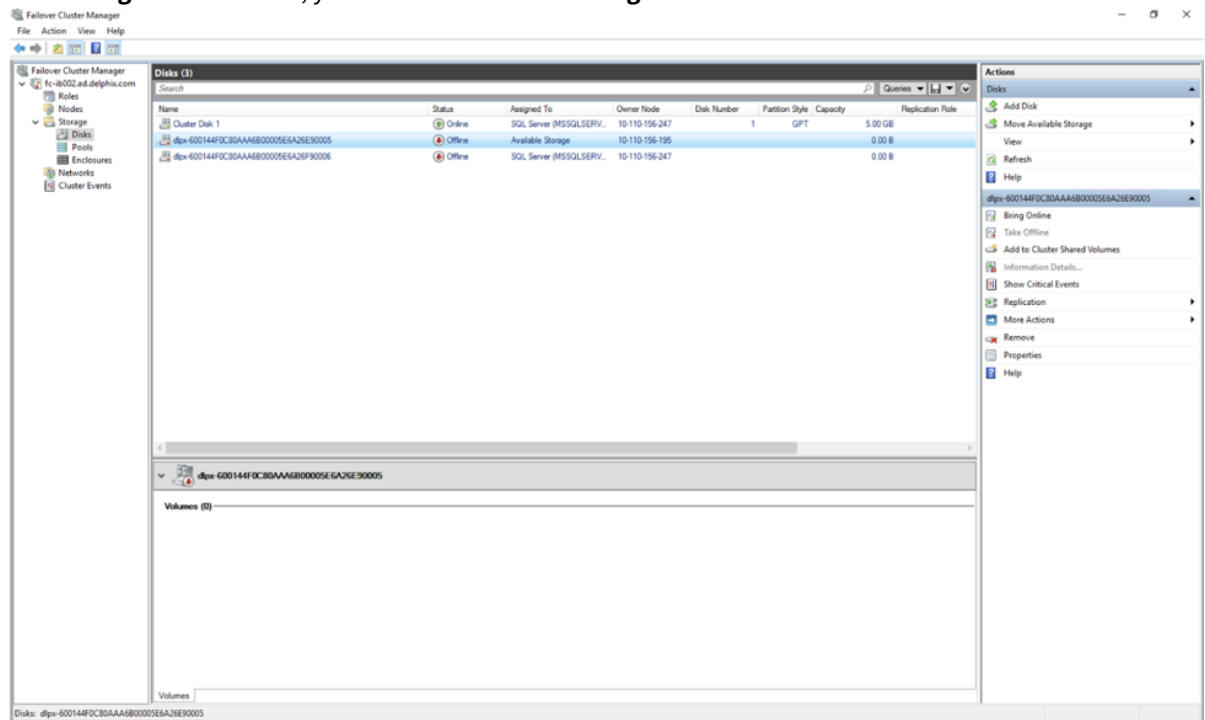 Failover Cluster Manager
File Action View Help
Failover Cluster Manager
fc-ib002.ad.delphix.com
Roles
Nodes
Storage
Disks
Pools
Enclosures
Networks
Cluster Events
Disks (3)
Search
Queries
Name Status Assigned To Owner Node Disk Number Partition Style Capacity Replication Role
Cluster Disk 1 Online SQL Server (MSSQLSERV... 10-110-156-247 1 GPT 5.00 GB
dlpx-600144F0C80AAA6B00005E6A26E90005 Offline Available Storage 10-110-156-195 0.00 B
dlpx-600144F0C80AAA6B00005E6A26F90006 Offline SQL Server (MSSQLSERV... 10-110-156-247 0.00 B
dlpx-600144F0C80AAA6B00005E6A26E90005
Volumes (0)
Volumes
Actions
Disks
Add Disk
Move Available Storage
View
Refresh
Help
dlpx-600144F0C80AAA6B00005E6A26E90005
Bring Online
Take Offline
Add to Cluster Shared Volumes
Information Details...
Show Critical Events
Replication
More Actions
Remove
Properties
Help
Disks: dlpx-600144F0C80AAA6B00005E6A26E90005